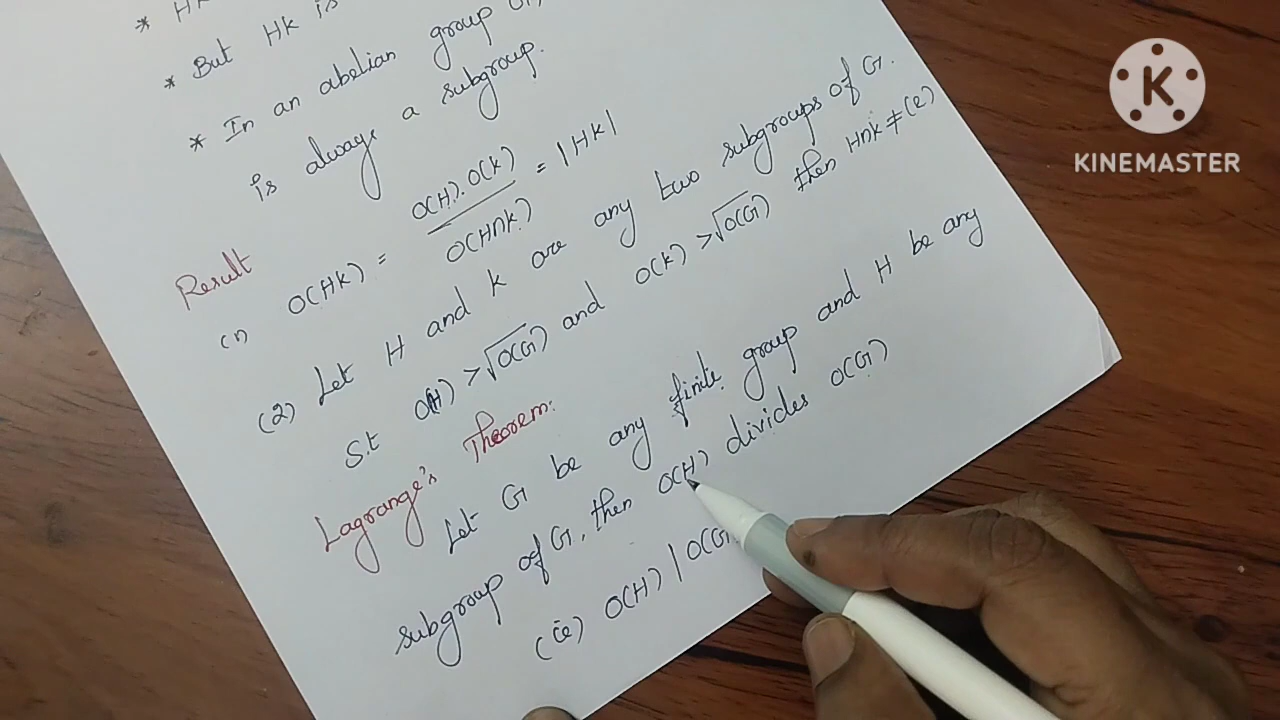 * HK
* But HK is
* In an abelian group G,
is always a subgroup.
Result
(1) O(HK) = O(H).O(K) / O(H∩K) = |HK|
(2) Let H and K are any two subgroups of G.
S.t O(H) > √O(G) and O(K) > √O(G) then H∩K ≠ (e)
Lagrange's Theorem:
Let G be any finite group and H be any
subgroup of G, then O(H) divides O(G)
(ie) O(H) | O(G)
K
KINEMASTER